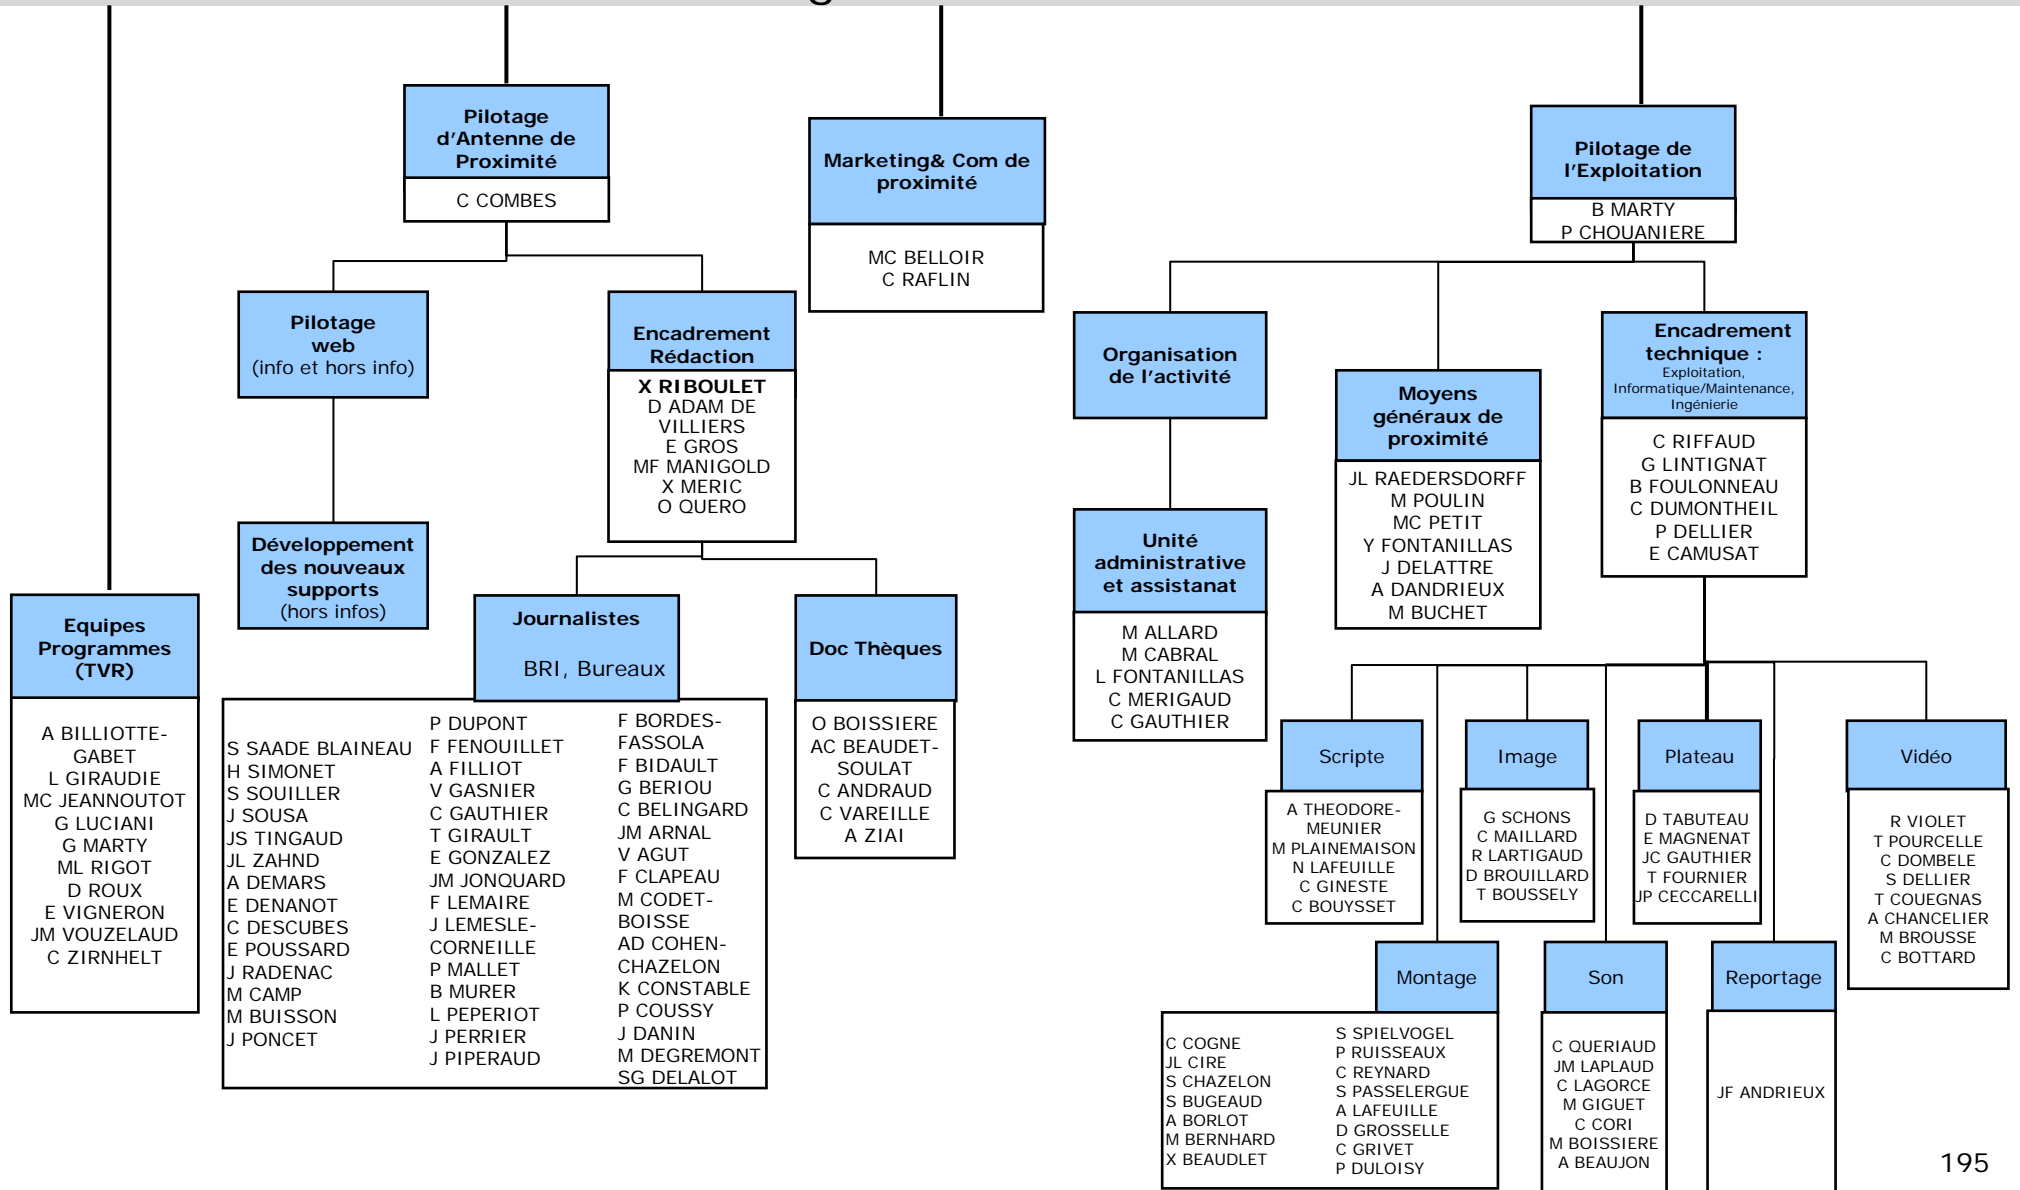 Pilotage
d'Antenne de
Proximité
C COMBES
Marketing& Com de
proximité
MC BELLOIR
C RAFLIN
Pilotage de
l'Exploitation
B MARTY
P CHOUANIERE
Pilotage
web
(info et hors info)
Encadrement
Rédaction
X RIBOULET
D ADAM DE
VILLIERS
E GROS
MF MANIGOLD
X MERIC
O QUERO
Organisation
de l'activité
Moyens
généraux de
proximité
JL RAEDERSDORFF
M POULIN
MC PETIT
Y FONTANILLAS
J DELATTRE
A DANDRIEUX
M BUCHET
Encadrement
technique :
Exploitation,
Informatique/Maintenance,
Ingénierie
C RIFFAUD
G LINTIGNAT
B FOULONNEAU
C DUMONTHEIL
P DELLIER
E CAMUSAT
Développement
des nouveaux
supports
(hors infos)
Unité
administrative
et assistanat
M ALLARD
M CABRAL
L FONTANILLAS
C MERIGAUD
C GAUTHIER
Equipes
Programmes
(TVR)
A BILLIOTTE-
GABET
L GIRAUDIE
MC JEANNOUTOT
G LUCIANI
G MARTY
ML RIGOT
D ROUX
E VIGNERON
JM VOUZELAUD
C ZIRNHELT
Journalistes
BRI, Bureaux
S SAADE BLAINEAU
H SIMONET
S SOUILLER
J SOUSA
JS TINGAUD
JL ZAHND
A DEMARS
E DENANOT
C DESCUBES
E POUSSARD
J RADENAC
M CAMP
M BUISSON
J PONCET
P DUPONT
F FENOUILLET
A FILLIOT
V GASNIER
C GAUTHIER
T GIRAULT
E GONZALEZ
JM JONQUARD
F LEMAIRE
J LEMESLE-
CORNEILLE
P MALLET
B MURER
L PEPERIOT
J PERRIER
J PIPERAUD
F BORDES-
FASSOLA
F BIDAULT
G BERIOU
C BELINGARD
JM ARNAL
V AGUT
F CLAPEAU
M CODET-
BOISSE
AD COHEN-
CHAZELON
K CONSTABLE
P COUSSY
J DANIN
M DEGREMONT
SG DELALOT
Doc Thèques
O BOISSIERE
AC BEAUDET-
SOULAT
C ANDRAUD
C VAREILLE
A ZIAI
Scripte
A THEODORE-
MEUNIER
M PLAINEMAISON
N LAFEUILLE
C GINESTE
C BOUYSSET
Image
G SCHONS
C MAILLARD
R LARTIGAUD
D BROUILLARD
T BOUSSELY
Plateau
D TABUTEAU
E MAGNENAT
JC GAUTHIER
T FOURNIER
JP CECCARELLI
Vidéo
R VIOLET
T POURCELLE
C DOMBELE
S DELLIER
T COUEGNAS
A CHANCELIER
M BROUSSE
C BOTTARD
Montage
C COGNE
JL CIRE
S CHAZELON
S BUGEAUD
A BORLOT
M BERNHARD
X BEAUDLET
S SPIELVOGEL
P RUISSEAUX
C REYNARD
S PASSELERGUE
A LAFEUILLE
D GROSSELLE
C GRIVET
P DULOISY
Son
C QUERIAUD
JM LAPLAUD
C LAGORCE
M GIGUET
C CORI
M BOISSIERE
A BEAUJON
Reportage
JF ANDRIEUX
195